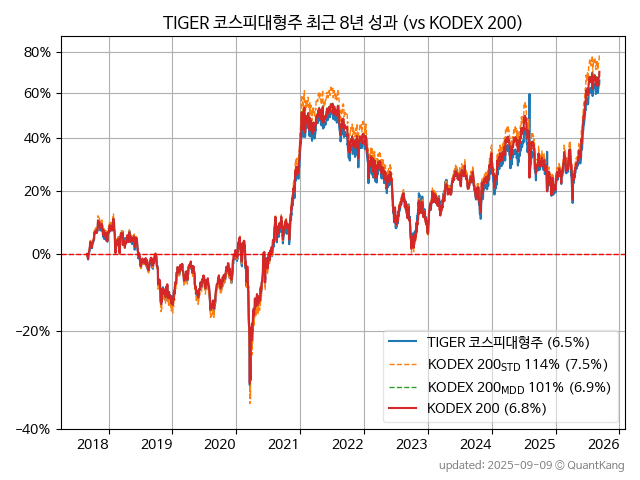 TIGER 코스피대형주 최근 8년 성과 (vs KODEX 200)
80%
60%
40%
20%
0%
−20%
−40%
TIGER 코스피대형주 (6.5%)
KODEX 200STD 114% (7.5%)
KODEX 200MDD 101% (6.9%)
KODEX 200 (6.8%)
2018 2019 2020 2021 2022 2023 2024 2025 2026
updated: 2025-09-09 © QuantKang